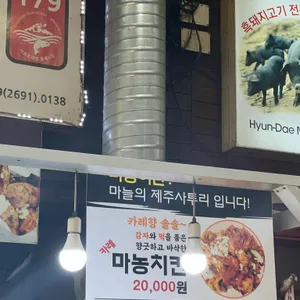 179
9(2691).0138
흑돼지고기 전
Hyun-Dae M
마늘의 제주사투리 입니다!
카레향 솔솔~
감자와 떡을 품은
향긋하고 바삭한
카레
마농치킨
20,000원